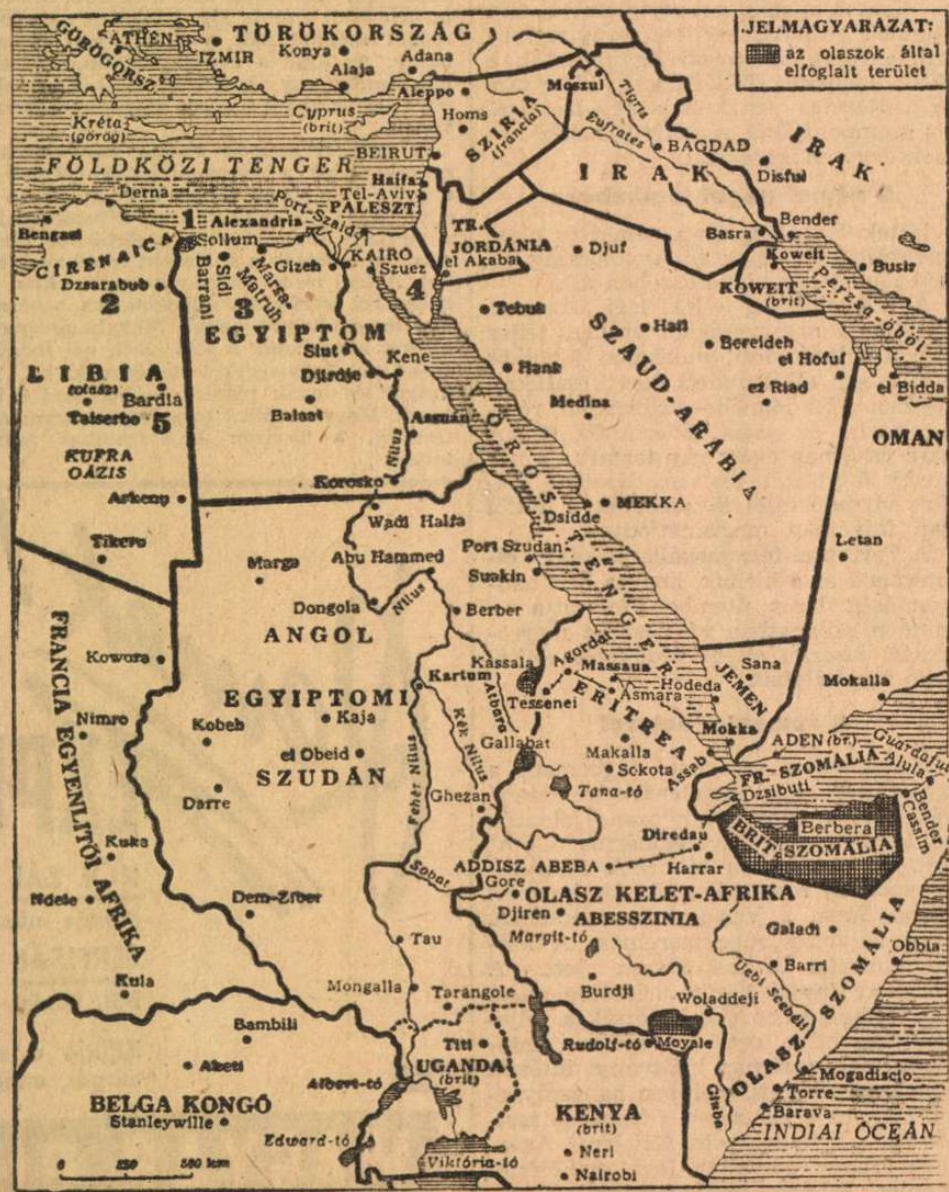 JELMAGYARÁZAT:
az olaszok által
elfoglalt terület
GÖRÖGORSZ.
ATHÉN
IZMIR
TÖRÖKORSZÁG
Konya
Alaja
Adana
Aleppo
Mossul
Tigris
Kréta
(görög)
Cyprus
(brit)
Homs
SZIRIA
(francia)
Eufrates
BAGDAD
IRAK
FÖLDKÖZI TENGER
BEIRUT
IRAK
Disful
Derna
Haifa
Tel-Aviv
PALESZT.
Bengasi
1
Alexandria
Port-Szaid
TR.
JORDÁNIA
Djuf
Basra
Bender
CIRENAICA
Sollum
Gizeh
KAIRÓ
Szuez
el Akaba
Koweit
Busir
Dzsarabub
2
Sidi
Barrani
Marsa-
Matruh
3
4
KOWEIT
(brit)
Perzsa-öböl.
EGYIPTOM
Tebuk
SZAUD-ARÁBIA
Hail
Bereideh
el Hofuf
Siut
Kene
LIBIA
(olasz)
Bardia
Djirdje
Hank
el Riad
el Bidda
Taiserbo
5
Balaat
Assuán
Medina
OMAN
KUFRA
OÁZIS
Nilus
VÖRÖS TENGER
Korosko
Arkenu
MEKKA
Wadi Halfa
Dsidde
Tikero
Marga
Abu Hammed
Port Szudan
Letan
Suakin
Dongola
Nilus
Berber
ANGOL
FRANCIA EGYENLITŐI AFRIKA
Kowora
Kassala
Agordat
Massaua
Sana
EGYIPTOMI
Kartum
Atbara
Tessenei
ERITREA
Asmara
Hodeda
JEMEN
Mokalla
Nimro
Kobeh
Kaja
Kék Nilus
Gallabat
Makalla
Mokka
el Obeid
Sokota
Assab
ADEN (br.)
Guardafui
SZUDÁN
Fehér Nilus
Tana-tó
FR. SZOMÁLIA
Alula
Darre
Ghezan
Dzsibuti
Bender
Cassim
Kuka
Diredau
BRIT. SZOMÁLIA
Berbera
ADDISZ ABEBA
Harrar
Sobat
Gore
OLASZ KELET-AFRIKA
Ndele
Dem-Ziber
Djiren
ABESSZINIA
Tau
Margit-tó
Galadi
Obbia
OLASZ SZOMÁLIA
Kula
Mongalla
Tarangole
Burdji
Barri
Uebi Scebeli
Woladdeji
Bambili
Titi
Rudolf-tó
Moyale
Aketi
UGANDA
(brit)
Albert-tó
Mogadiscio
BELGA KONGÓ
Stanleywille
KENYA
(brit)
Giuba
Torre
Barava
Edward-tó
INDIAI ÓCEÁN
Viktória-tó
Neri
Nairobi
0 250 500 km